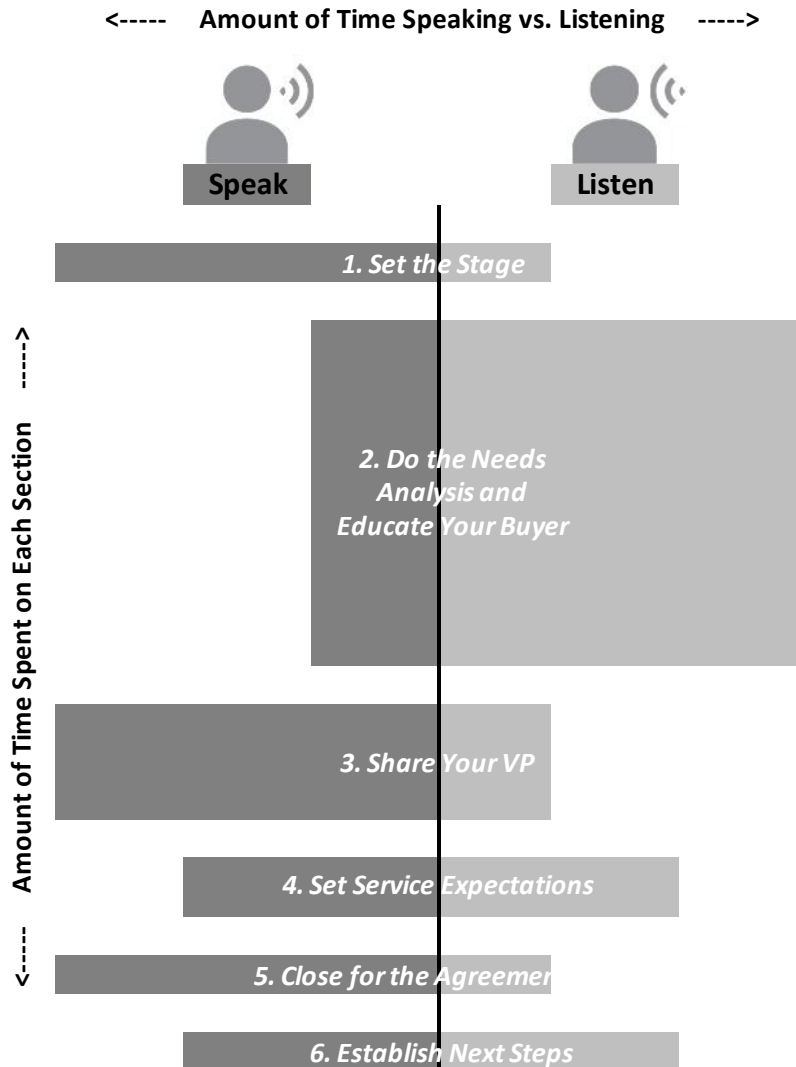 <----- Amount of Time Speaking vs. Listening ----->
Speak
Listen
1. Set the Stage
<----- Amount of Time Spent on Each Section ----->
2. Do the Needs
Analysis and
Educate Your Buyer
3. Share Your VP
4. Set Service Expectations
5. Close for the Agreemen
6. Establish Next Steps